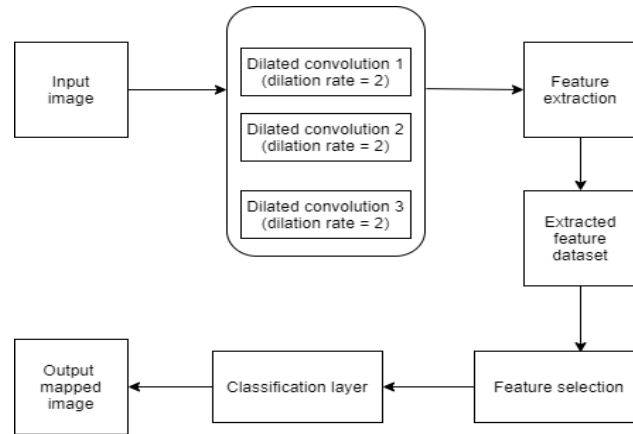 Input
image
Dilated convolution 1
(dilation rate = 2)
Dilated convolution 2
(dilation rate = 2)
Dilated convolution 3
(dilation rate = 2)
Feature
extraction
Extracted
feature
dataset
Feature selection
Classification layer
Output
mapped
image